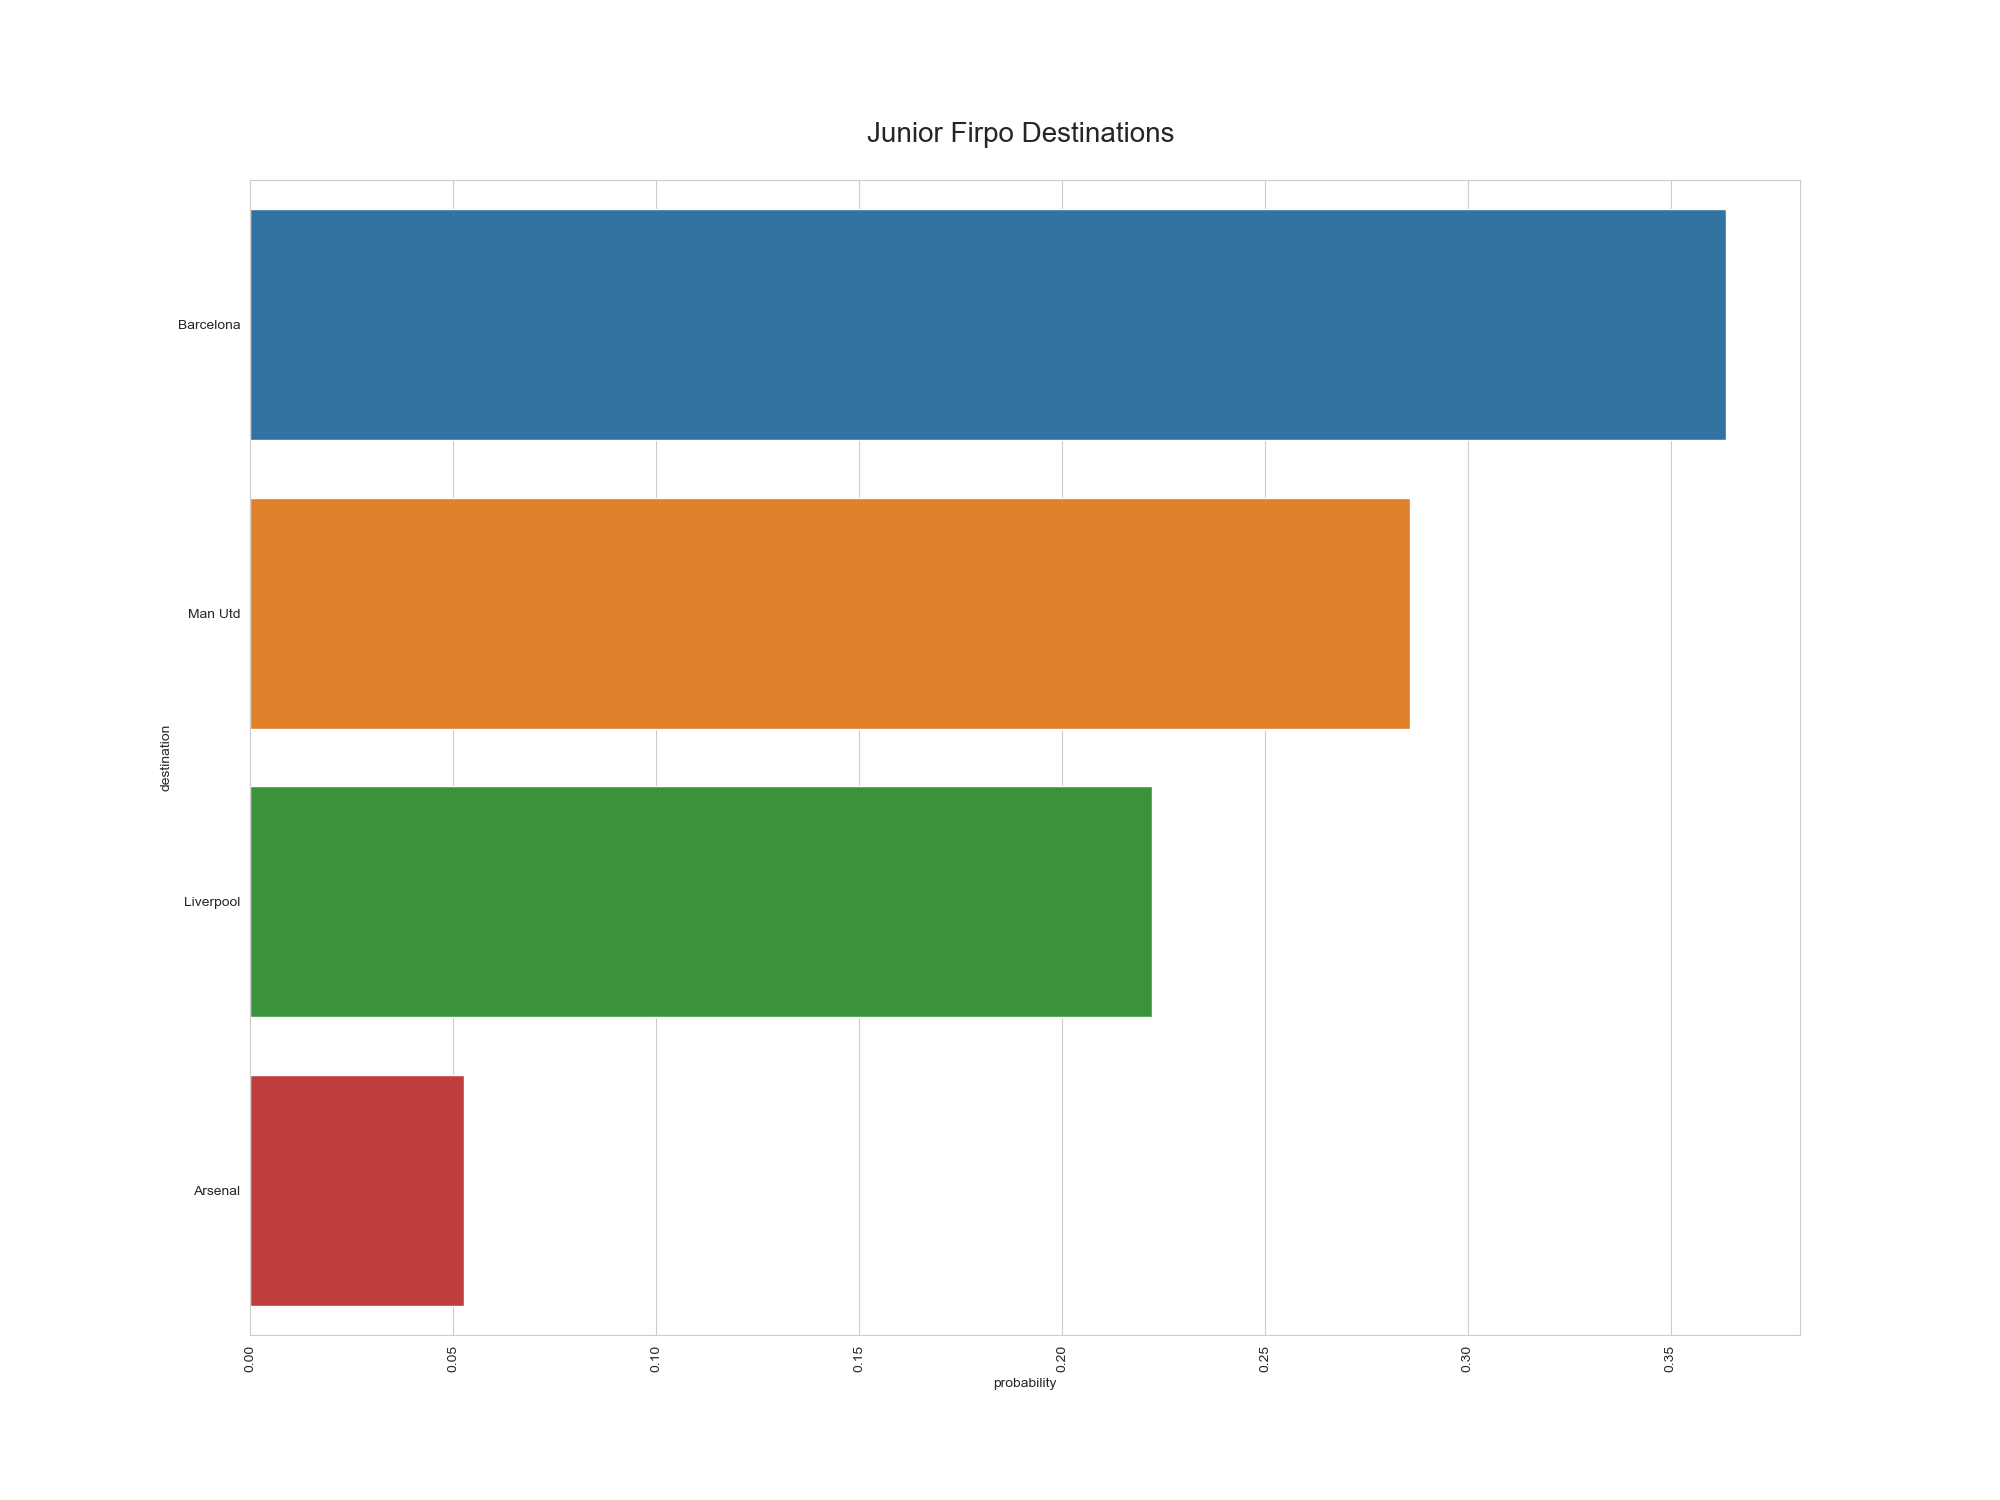 Junior Firpo Destinations
Barcelona
Man Utd
Liverpool
Arsenal
destination
0.00 0.05 0.10 0.15 0.20 0.25 0.30 0.35
probability